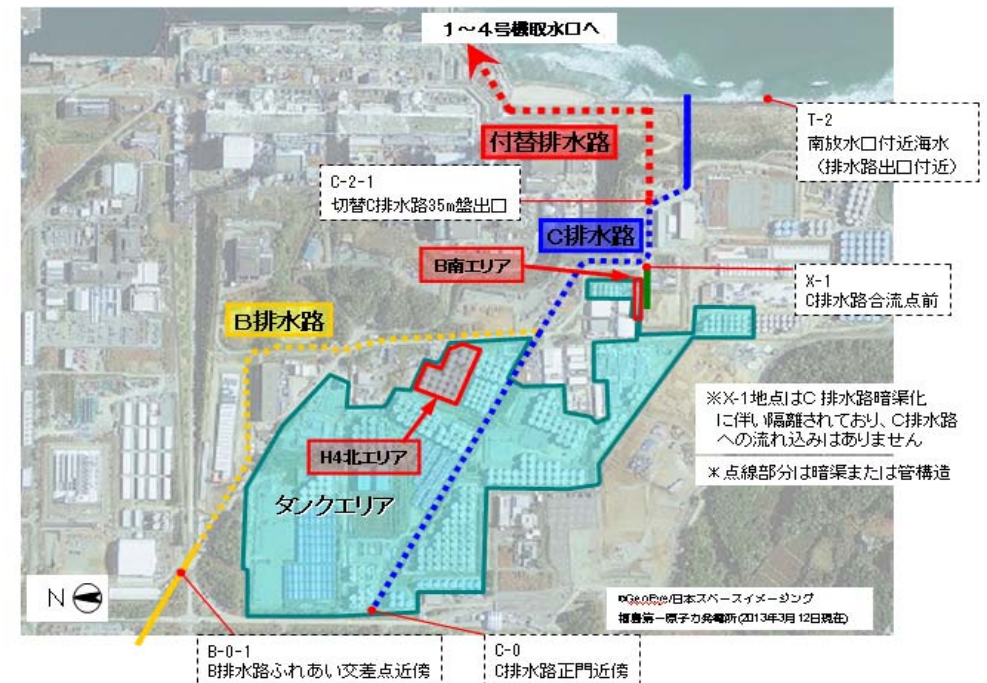 1～4号機取水口へ
T-2
南放水口付近海水
(排水路出口付近)
付替排水路
C-2-1
切替C排水路35m盤出口
C排水路
B南エリア
X-1
C排水路合流点前
B排水路
※X-1地点はC 排水路暗渠化
に伴い隔離されており、C排水路
への流れ込みはありません
H4北エリア
＊点線部分は暗渠または管構造
タンクエリア
N
©GeoEye/日本スペースイメージング
福島第一原子力発電所(2013年3月12日現在)
B-0-1
B排水路ふれあい交差点近傍
C-0
C排水路正門近傍